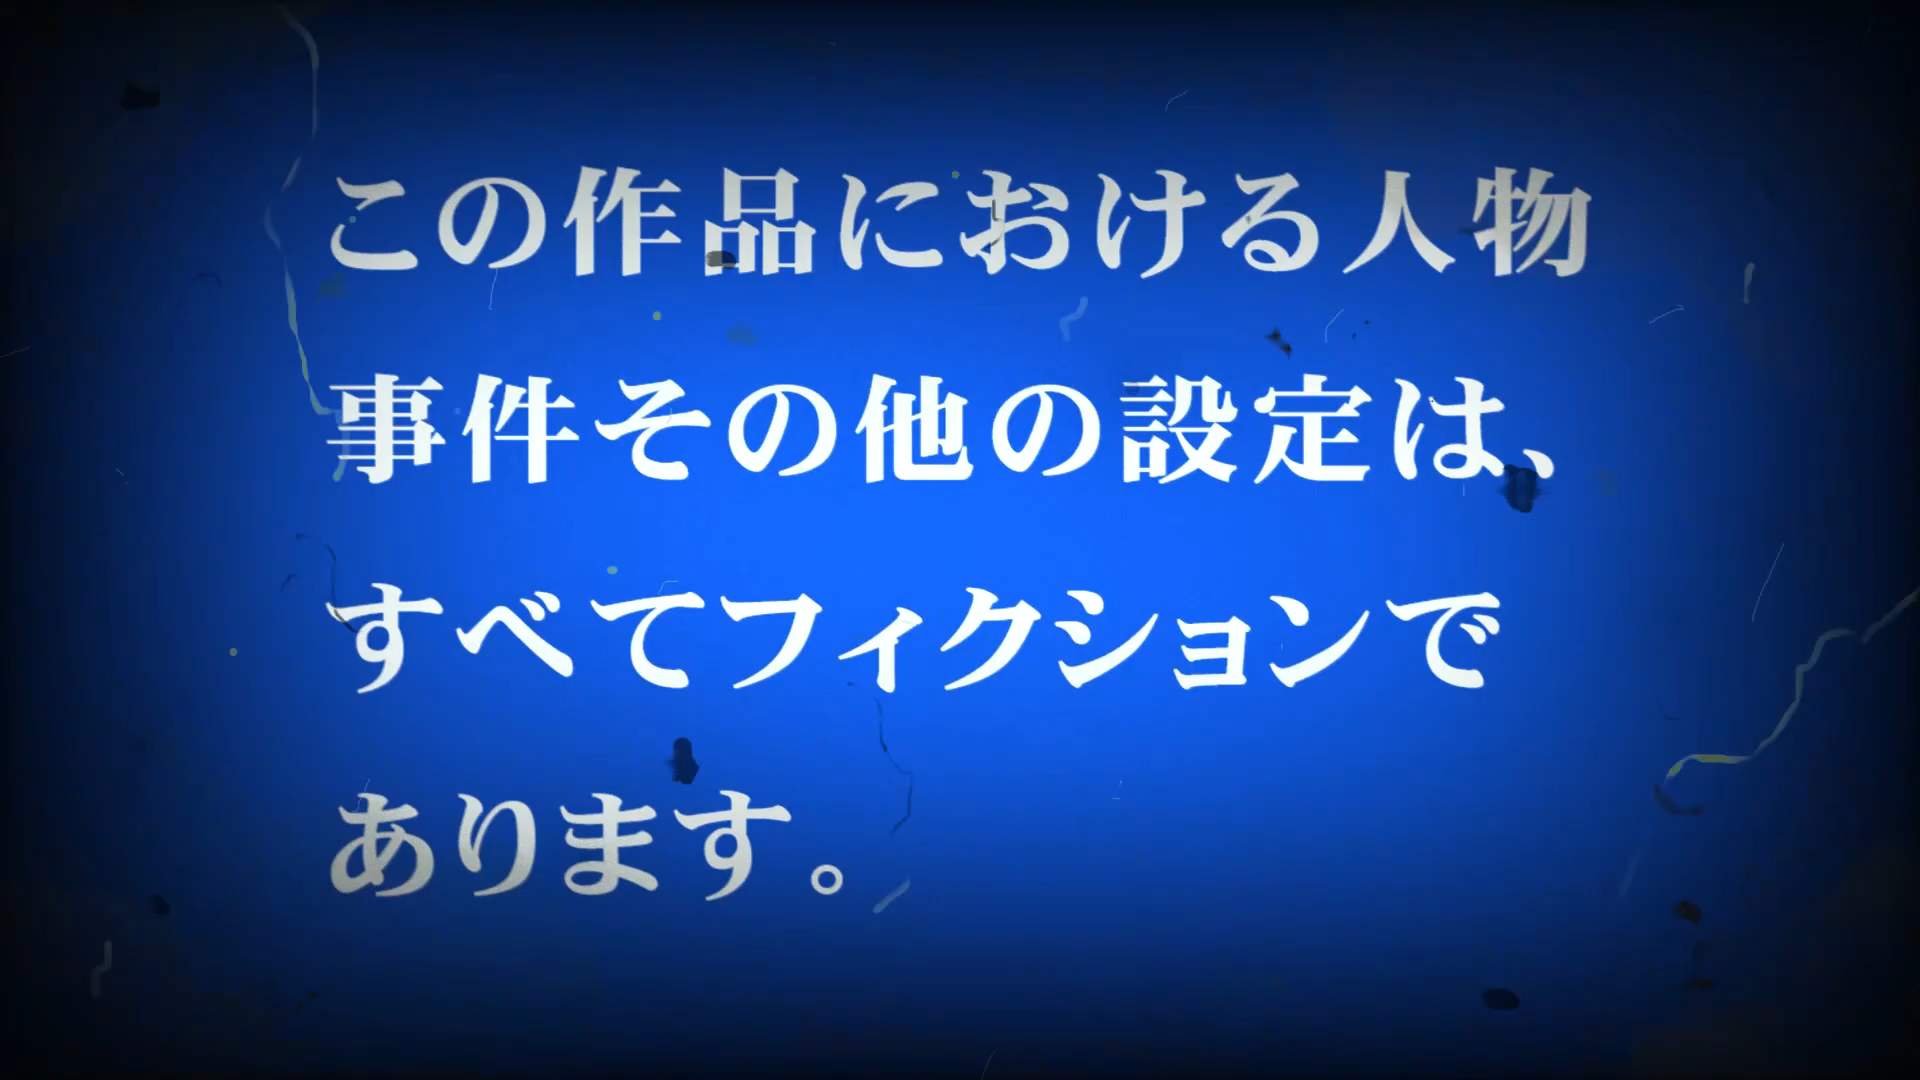 この作品における人物
事件その他の設定は、
すべてフィクションで
あります。